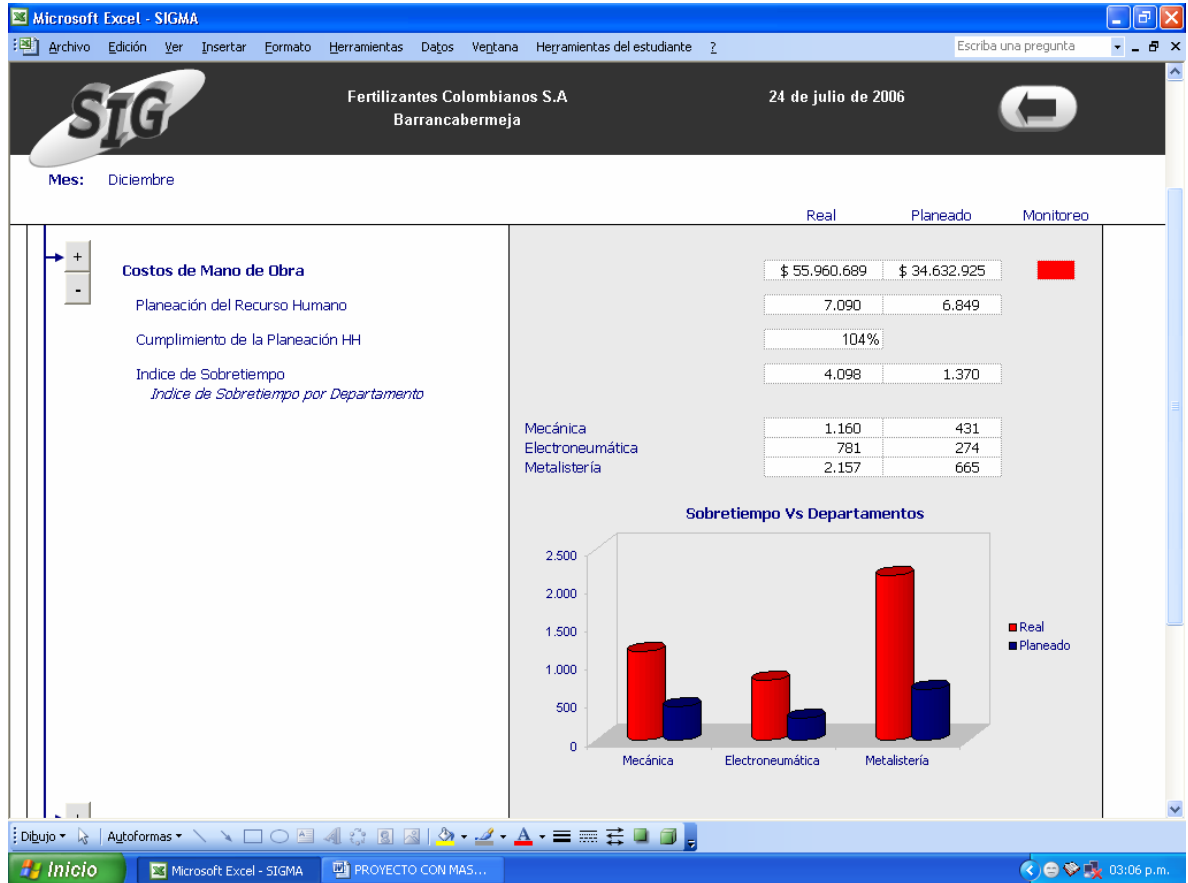 Microsoft Excel - SIGMA
Archivo Edición Ver Insertar Formato Herramientas Datos Ventana Herramientas del estudiante ? Escriba una pregunta
SIG Fertilizantes Colombianos S.A 24 de julio de 2006
Barrancabermeja
Mes: Diciembre
Real Planeado Monitoreo
+
Costos de Mano de Obra $ 55.960.689 $ 34.632.925
-
Planeación del Recurso Humano 7.090 6.849
Cumplimiento de la Planeación HH 104%
Indice de Sobretiempo 4.098 1.370
Indice de Sobretiempo por Departamento
Mecánica 1.160 431
Electroneumática 781 274
Metalistería 2.157 665
Sobretiempo Vs Departamentos
2.500
2.000
1.500
1.000
500
0
Real
Planeado
Mecánica Electroneumática Metalistería
Dibujo Autoformas
Inicio Microsoft Excel - SIGMA PROYECTO CON MAS... 03:06 p.m.